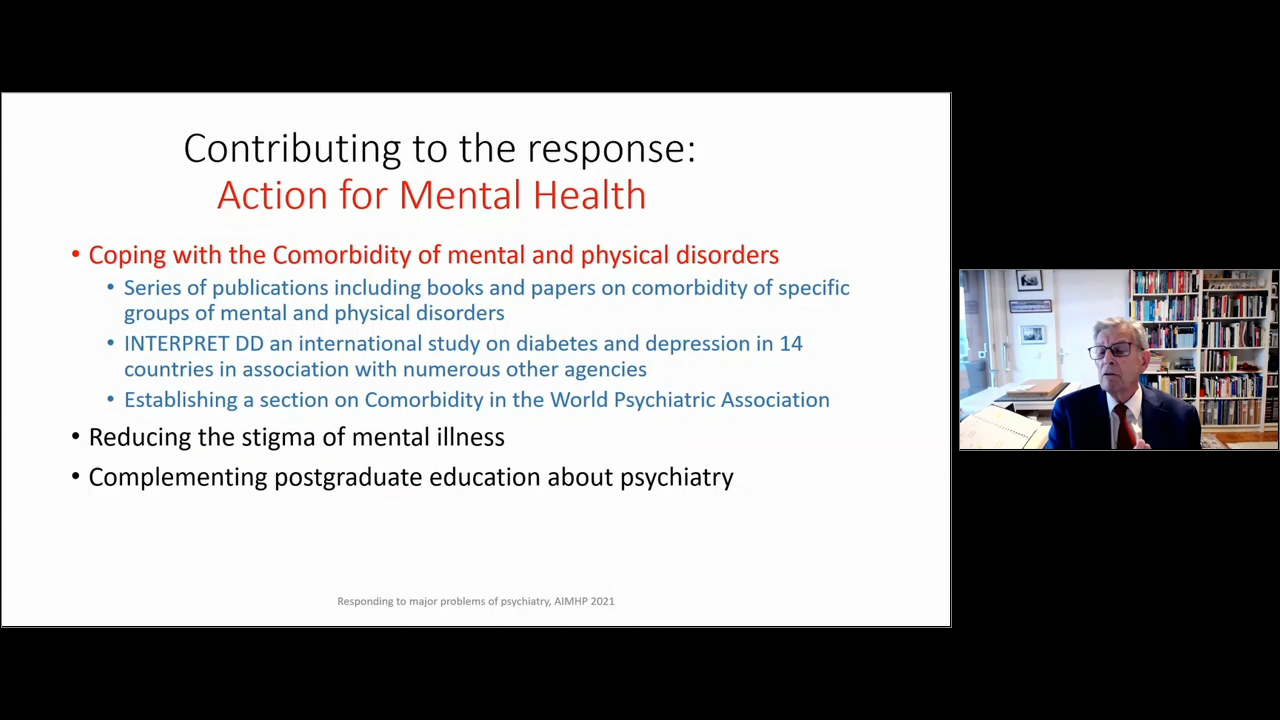 Contributing to the response:
Action for Mental Health
• Coping with the Comorbidity of mental and physical disorders
• Series of publications including books and papers on comorbidity of specific
groups of mental and physical disorders
• INTERPRET DD an international study on diabetes and depression in 14
countries in association with numerous other agencies
• Establishing a section on Comorbidity in the World Psychiatric Association
• Reducing the stigma of mental illness
• Complementing postgraduate education about psychiatry
Responding to major problems of psychiatry, AIMHP 2021